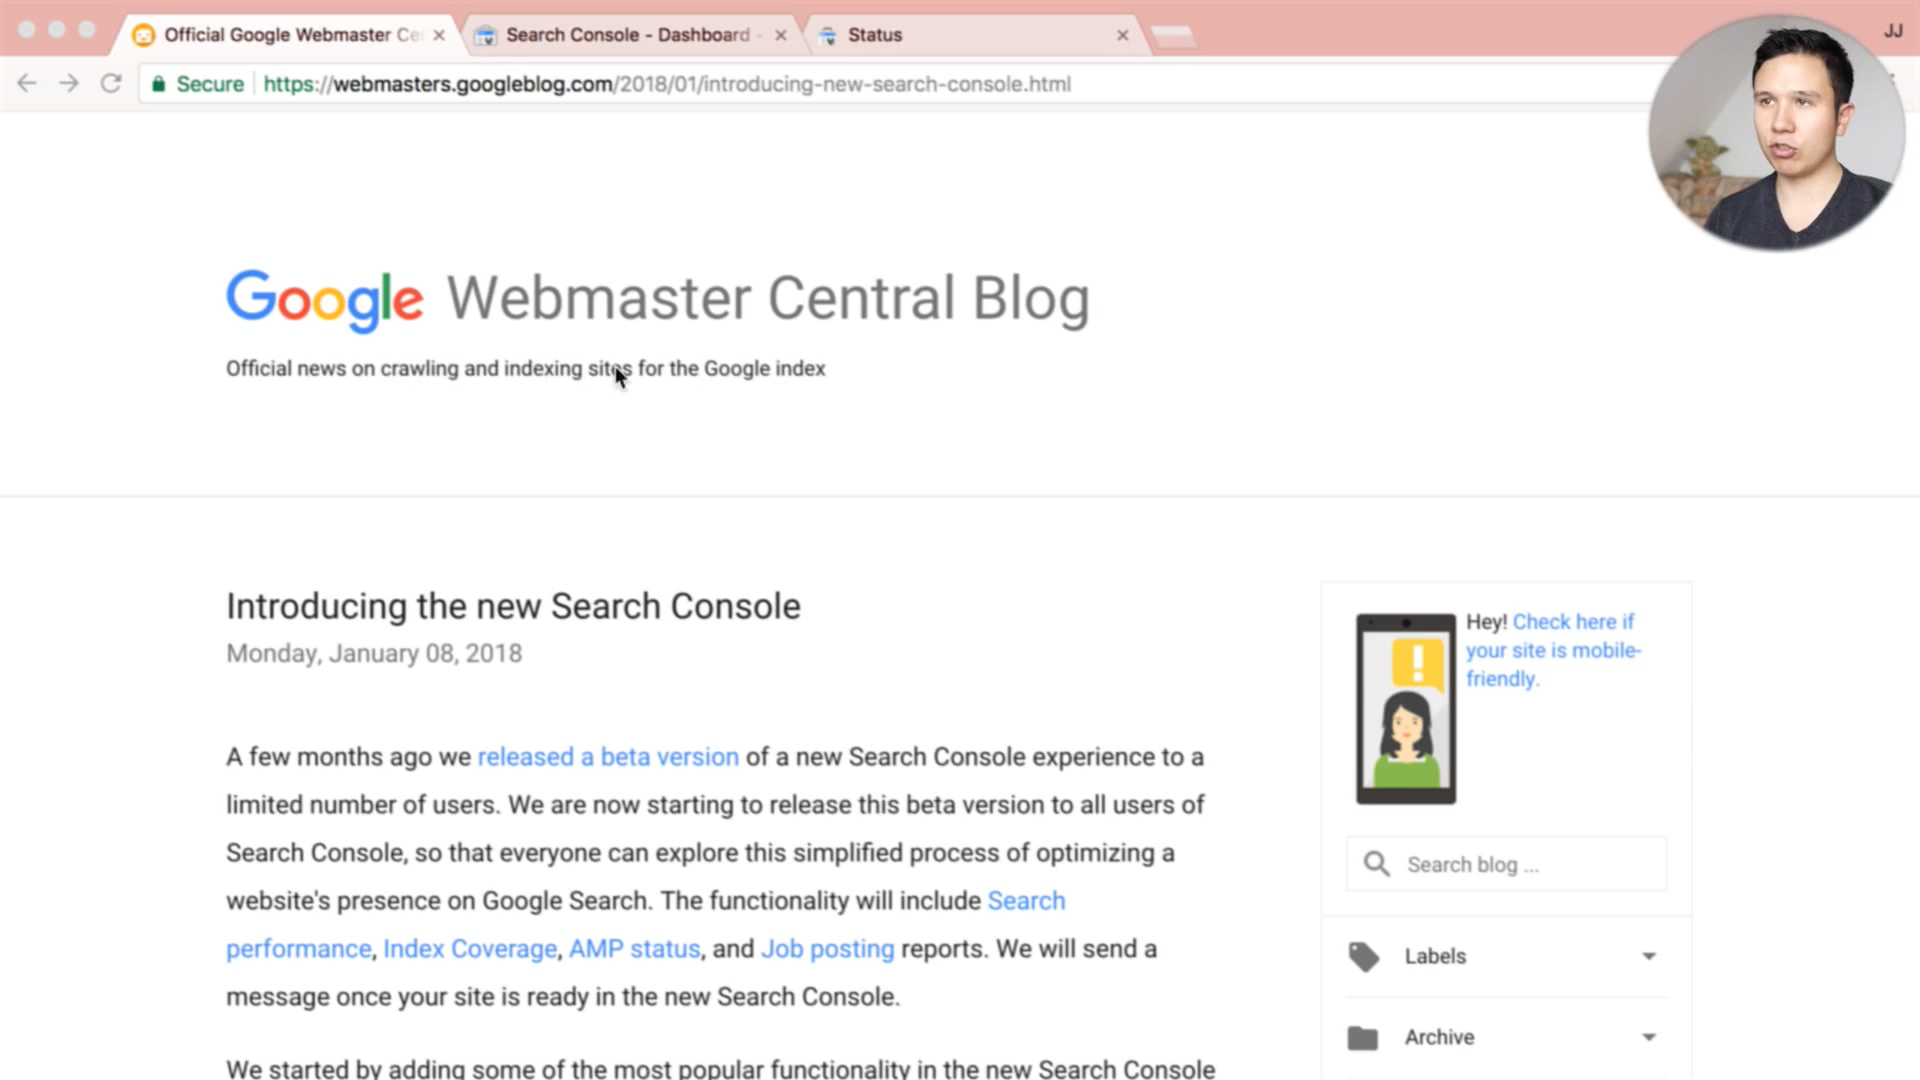 Official Google Webmaster Ce
Search Console - Dashboard -
Status
JJ
Secure
https://webmasters.googleblog.com/2018/01/introducing-new-search-console.html
Google Webmaster Central Blog
Official news on crawling and indexing sites for the Google index
Introducing the new Search Console
Monday, January 08, 2018
A few months ago we released a beta version of a new Search Console experience to a
limited number of users. We are now starting to release this beta version to all users of
Search Console, so that everyone can explore this simplified process of optimizing a
website's presence on Google Search. The functionality will include Search
performance, Index Coverage, AMP status, and Job posting reports. We will send a
message once your site is ready in the new Search Console.
We started by adding some of the most popular functionality in the new Search Console
Hey! Check here if
your site is mobile-
friendly.
Search blog ...
Labels
Archive